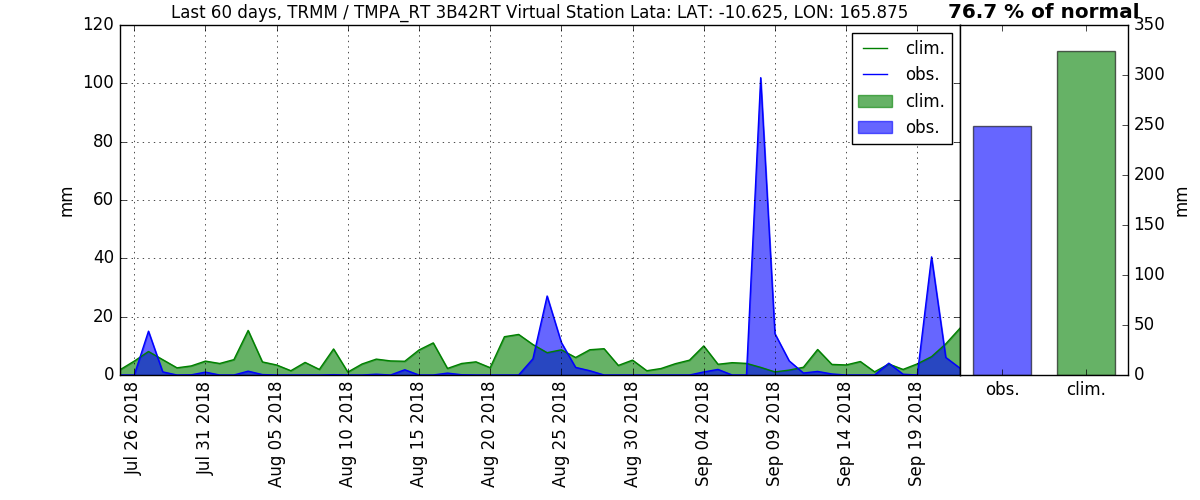 Last 60 days, TRMM / TMPA_RT 3B42RT Virtual Station Lata: LAT: -10.625, LON: 165.875
76.7 % of normal
120
100
80
60
40
20
0
mm
clim.
obs.
clim.
obs.
Jul 26 2018
Jul 31 2018
Aug 05 2018
Aug 10 2018
Aug 15 2018
Aug 20 2018
Aug 25 2018
Aug 30 2018
Sep 04 2018
Sep 09 2018
Sep 14 2018
Sep 19 2018
350
300
250
200
150
100
50
0
mm
obs.
clim.